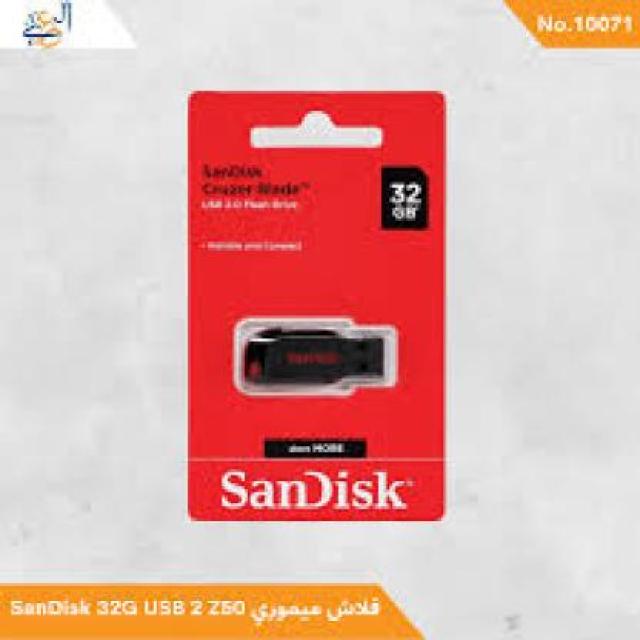 No.10071
SanDisk
Cruzer Blade™
USB 2.0 Flash Drive
32
GB
- Portable and Compact
store MORE
SanDisk
فلاش ميموري SanDisk 32G USB 2 Z50